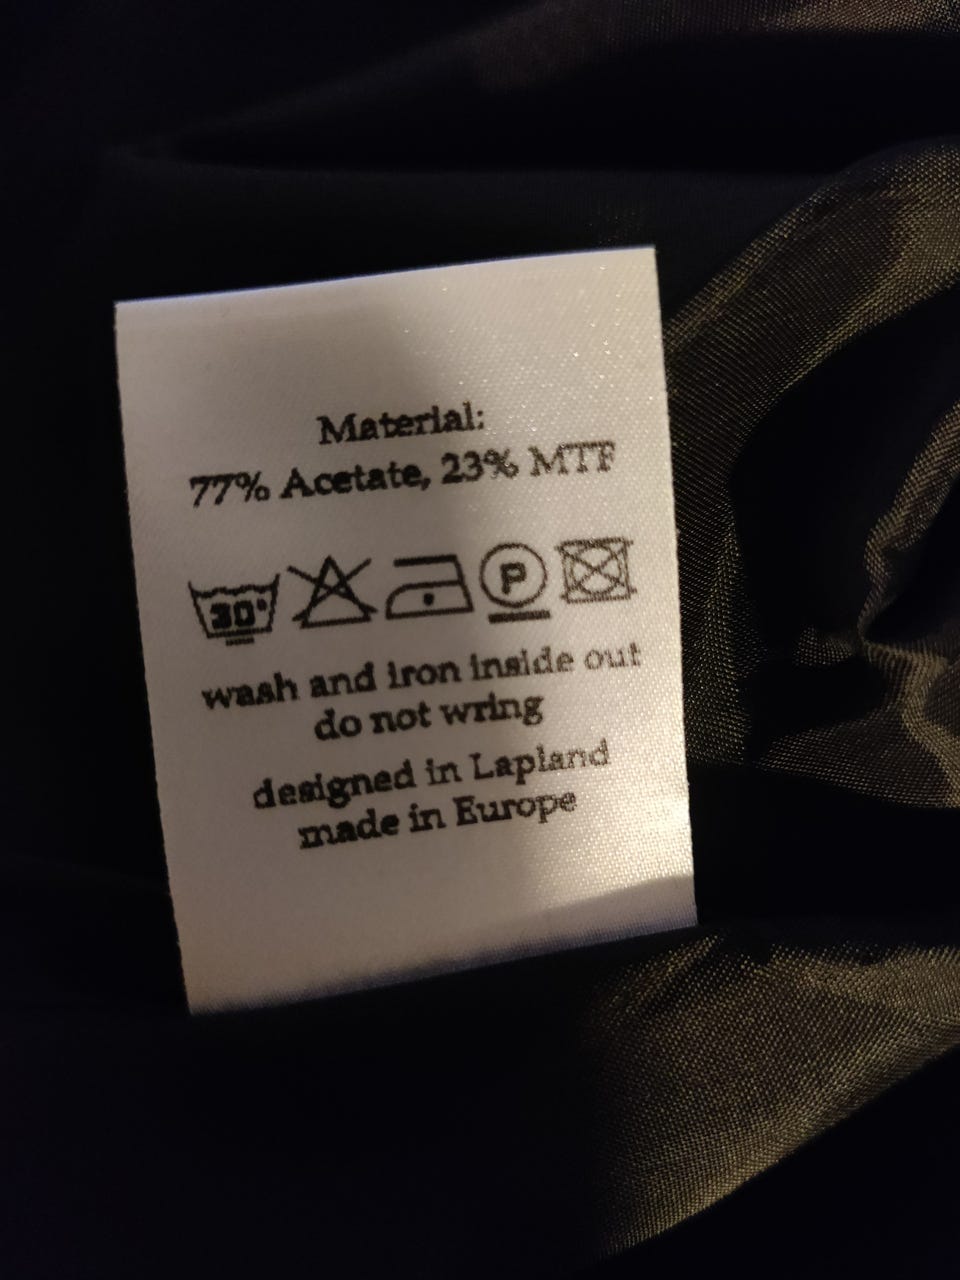 Material:
77% Acetate, 23% MTF
30°
P
wash and iron inside out
do not wring
designed in Lapland
made in Europe